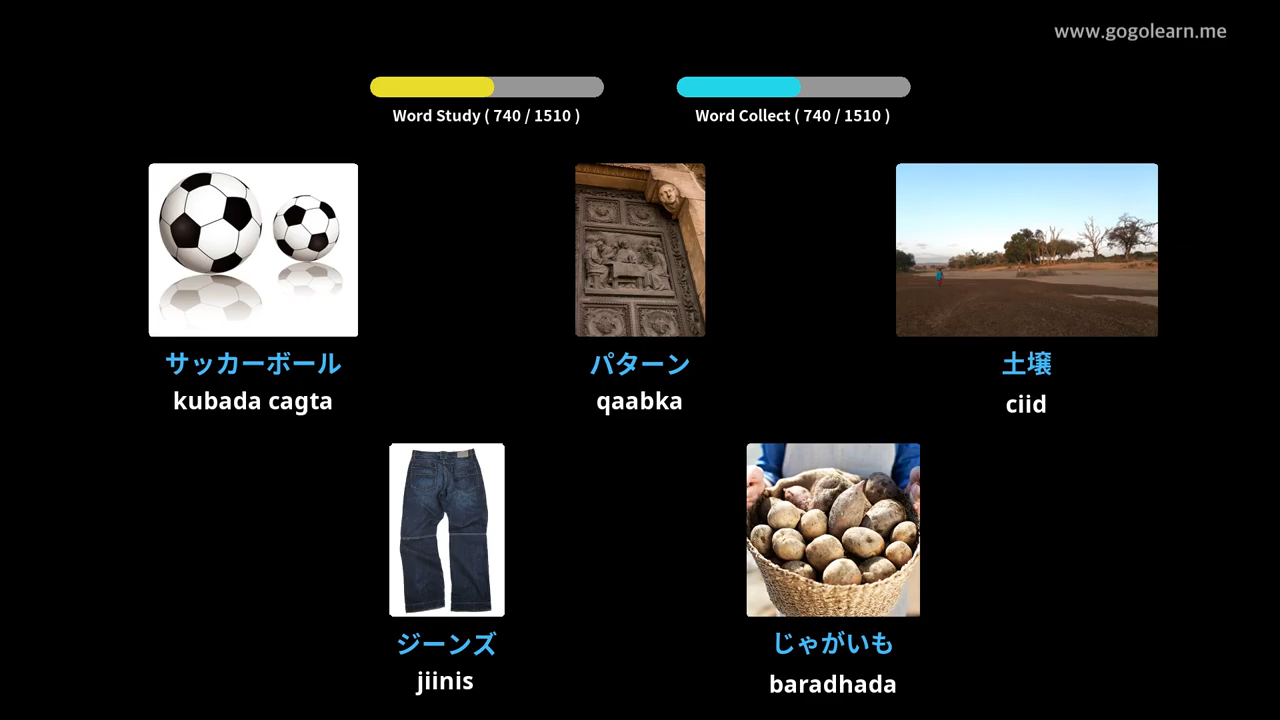 www.gogolearn.me
Word Study ( 740 / 1510 )
Word Collect ( 740 / 1510 )
サッカーボール
kubada cagta
パターン
qaabka
土壌
ciid
ジーンズ
jiinis
じゃがいも
baradhada